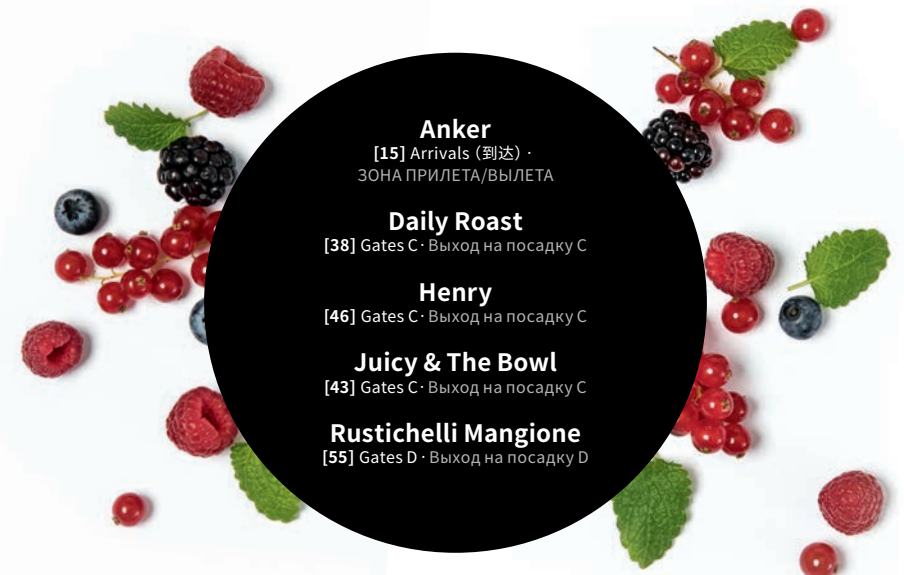 Anker
[15] Arrivals (到达) ·
ЗОНА ПРИЛЕТА/ВЫЛЕТА
Daily Roast
[38] Gates C · Выход на посадку C
Henry
[46] Gates C · Выход на посадку C
Juicy & The Bowl
[43] Gates C · Выход на посадку C
Rustichelli Mangione
[55] Gates D · Выход на посадку D